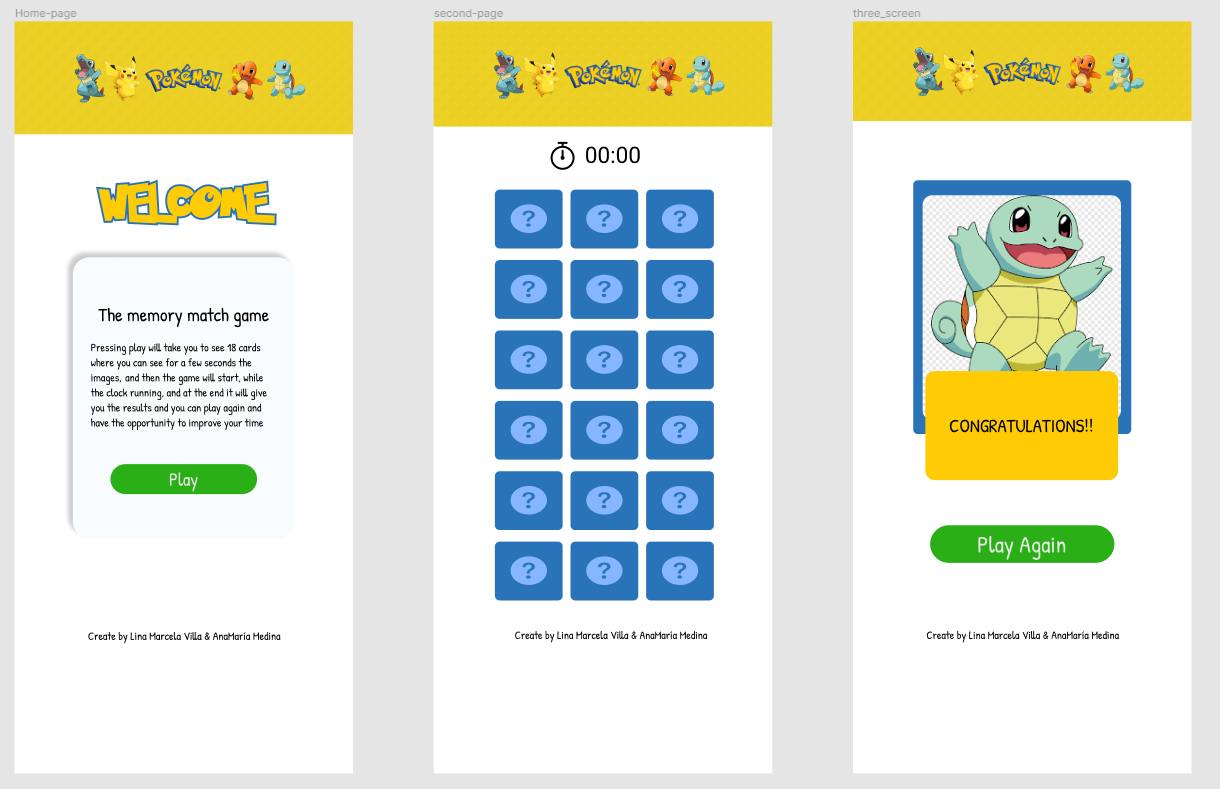 Home-page
POKéMON
WELCOME
The memory match game
Pressing play will take you to see 18 cards
where you can see for a few seconds the
images, and then the game will start, while
the clock running, and at the end it will give
you the results and you can play again and
have the opportunity to improve your time
Play
Create by Lina Marcela Villa & AnaMaría Medina
second-page
POKéMON
00:00
? ? ?
? ? ?
? ? ?
? ? ?
? ? ?
? ? ?
Create by Lina Marcela Villa & AnaMaría Medina
three_screen
POKéMON
CONGRATULATIONS!!
Play Again
Create by Lina Marcela Villa & AnaMaría Medina